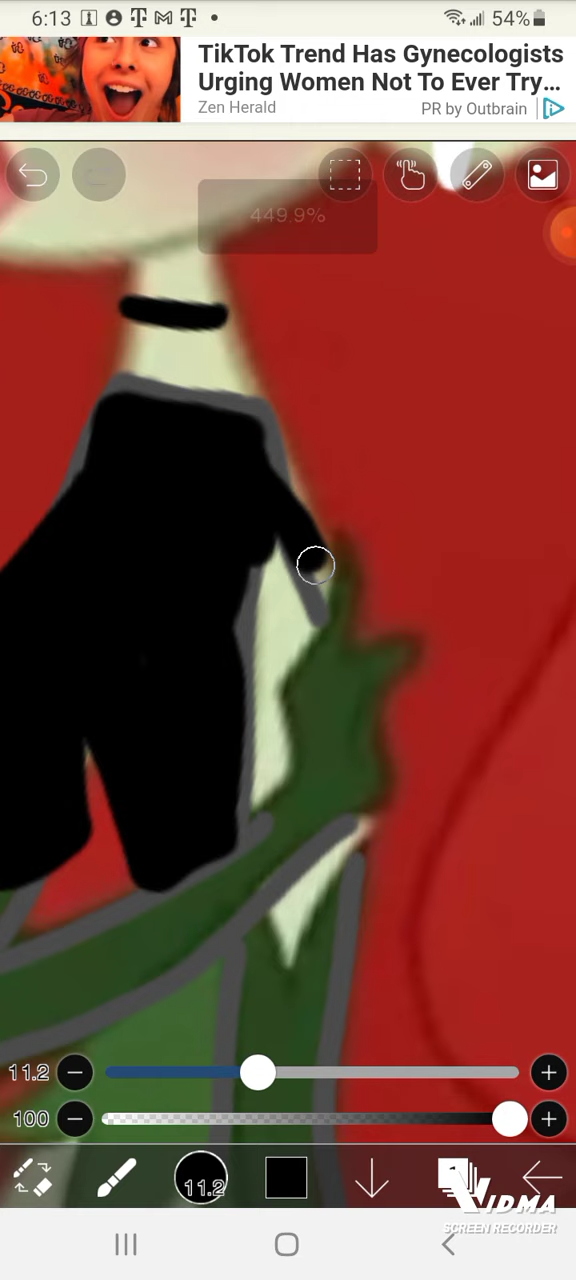 6:13
54%
TikTok Trend Has Gynecologists
Urging Women Not To Ever Try...
Zen Herald
PR by Outbrain
449.9%
11.2
100
11.2
1
VIDMA
SCREEN RECORDER